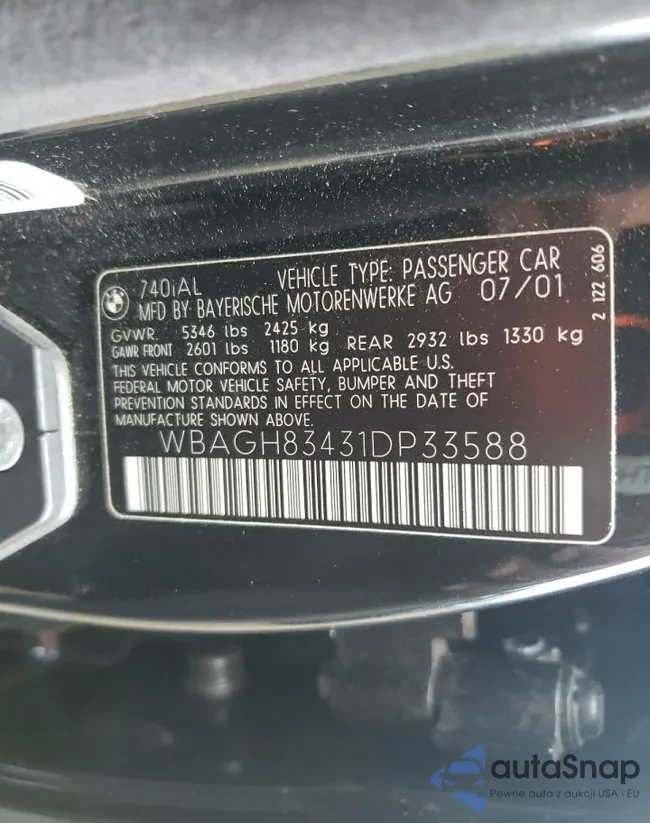 740iAL VEHICLE TYPE: PASSENGER CAR
MFD BY BAYERISCHE MOTORENWERKE AG 07/01
GVWR. 5346 lbs 2425 kg
GAWR FRONT 2601 lbs 1180 kg REAR 2932 lbs 1330 kg
THIS VEHICLE CONFORMS TO ALL APPLICABLE U.S.
FEDERAL MOTOR VEHICLE SAFETY, BUMPER AND THEFT
PREVENTION STANDARDS IN EFFECT ON THE DATE OF
MANUFACTURE SHOWN ABOVE.
WBAGH83431DP33588
2 122 606
autaSnap
Pewne auta z aukcji USA i EU